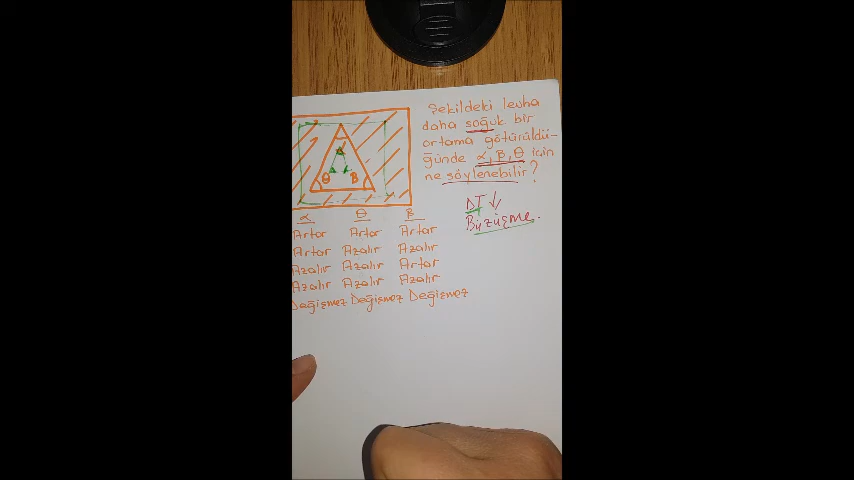 Şekildeki levha
daha soğuk bir
ortama götürüldü-
ğünde α, β, θ için
ne söylenebilir?
θ β
ΔT ↓
Büzüşme.
α θ β
Artar Artar Artar
Artar Azalır Azalır
Azalır Azalır Artar
Azalır Azalır Azalır
Değişmez Değişmez Değişmez